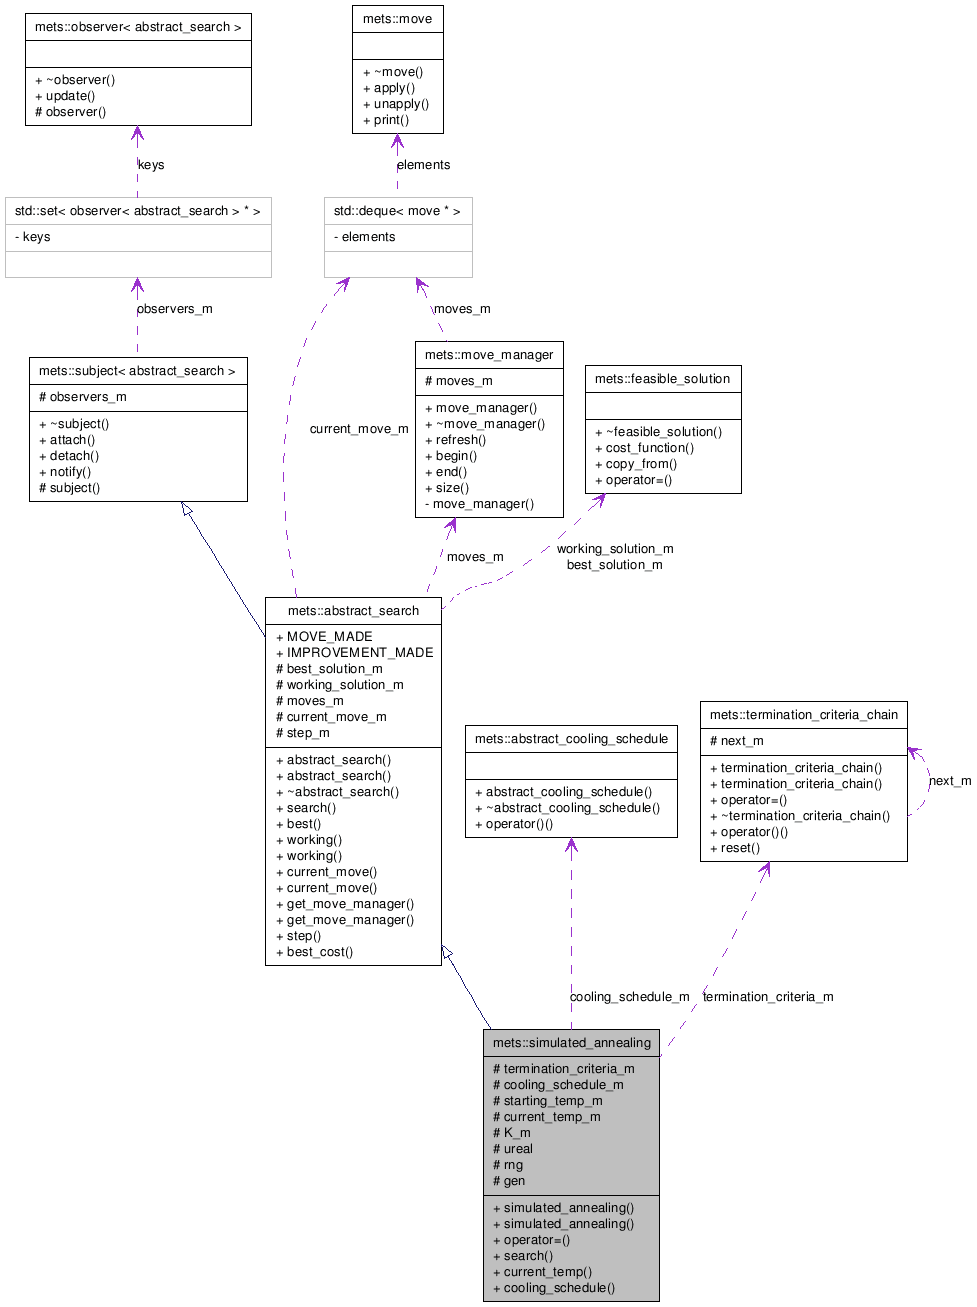 mets::observer< abstract_search >
+ ~observer()
+ update()
# observer()
mets::move
+ ~move()
+ apply()
+ unapply()
+ print()
keys
elements
std::set< observer< abstract_search > * >
- keys
std::deque< move * >
- elements
observers_m
moves_m
mets::subject< abstract_search >
# observers_m
+ ~subject()
+ attach()
+ detach()
+ notify()
# subject()
current_move_m
mets::move_manager
# moves_m
+ move_manager()
+ ~move_manager()
+ refresh()
+ begin()
+ end()
+ size()
- move_manager()
mets::feasible_solution
+ ~feasible_solution()
+ cost_function()
+ copy_from()
+ operator=()
moves_m
working_solution_m
best_solution_m
mets::abstract_search
+ MOVE_MADE
+ IMPROVEMENT_MADE
# best_solution_m
# working_solution_m
# moves_m
# current_move_m
# step_m
+ abstract_search()
+ abstract_search()
+ ~abstract_search()
+ search()
+ best()
+ working()
+ working()
+ current_move()
+ current_move()
+ get_move_manager()
+ get_move_manager()
+ step()
+ best_cost()
mets::abstract_cooling_schedule
+ abstract_cooling_schedule()
+ ~abstract_cooling_schedule()
+ operator()()
mets::termination_criteria_chain
# next_m
+ termination_criteria_chain()
+ termination_criteria_chain()
+ operator=()
+ ~termination_criteria_chain()
+ operator()()
+ reset()
next_m
cooling_schedule_m
termination_criteria_m
mets::simulated_annealing
# termination_criteria_m
# cooling_schedule_m
# starting_temp_m
# current_temp_m
# K_m
# ureal
# rng
# gen
+ simulated_annealing()
+ simulated_annealing()
+ operator=()
+ search()
+ current_temp()
+ cooling_schedule()